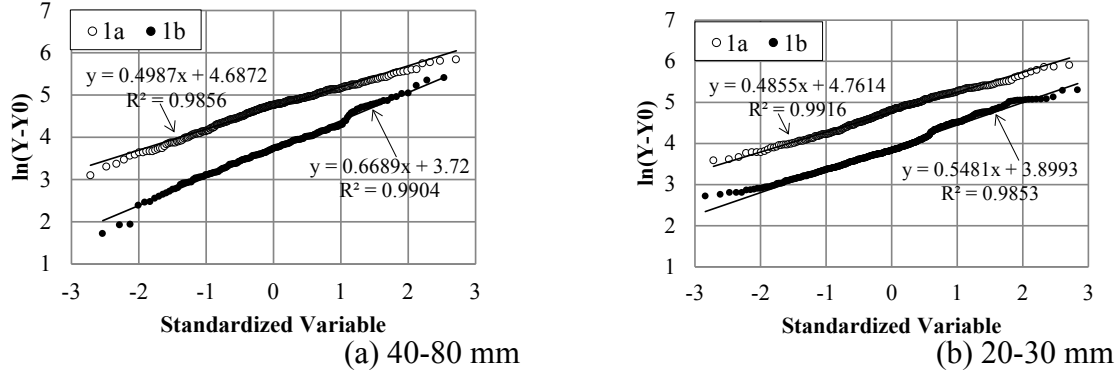 7
6
5
4
3
2
1
-3 -2 -1 0 1 2 3
ln(Y-Y0)
Standardized Variable
1a 1b
y = 0.4987x + 4.6872
R² = 0.9856
y = 0.6689x + 3.72
R² = 0.9904
(a) 40-80 mm
7
6
5
4
3
2
1
-3 -2 -1 0 1 2 3
ln(Y-Y0)
Standardized Variable
1a 1b
y = 0.4855x + 4.7614
R² = 0.9916
y = 0.5481x + 3.8993
R² = 0.9853
(b) 20-30 mm